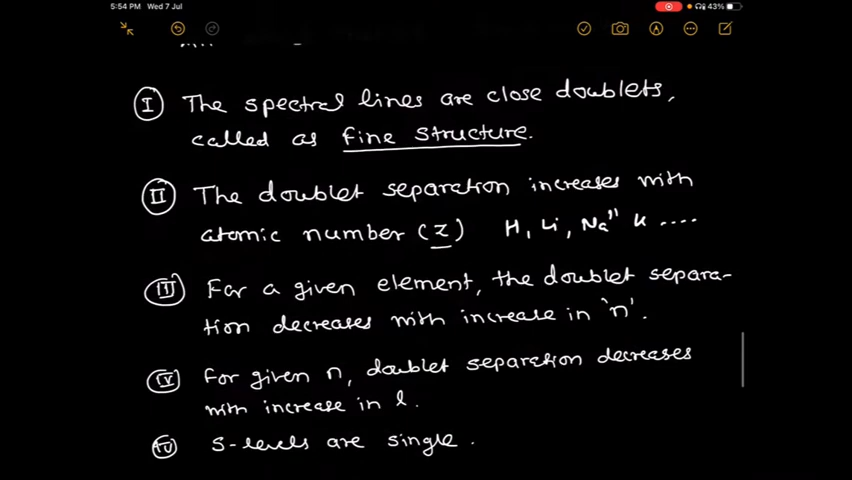 5:54 PM Wed 7 Jul
43%
I The spectral lines are close doublets,
called as fine structure.
II The doublet separation increases with
atomic number (z) H, Li, Na" K ....
III For a given element, the doublet separa-
tion decreases with increase in 'n'.
IV For given n, doublet separation decreases
with increase in l.
S-levels are single.